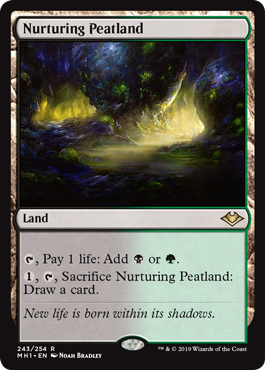 Nurturing Peatland
Land
, Pay 1 life: Add or .
1, , Sacrifice Nurturing Peatland:
Draw a card.
New life is born within its shadows.
243/254 R
MH1 • EN Noah Bradley
™ & © 2019 Wizards of the Coast